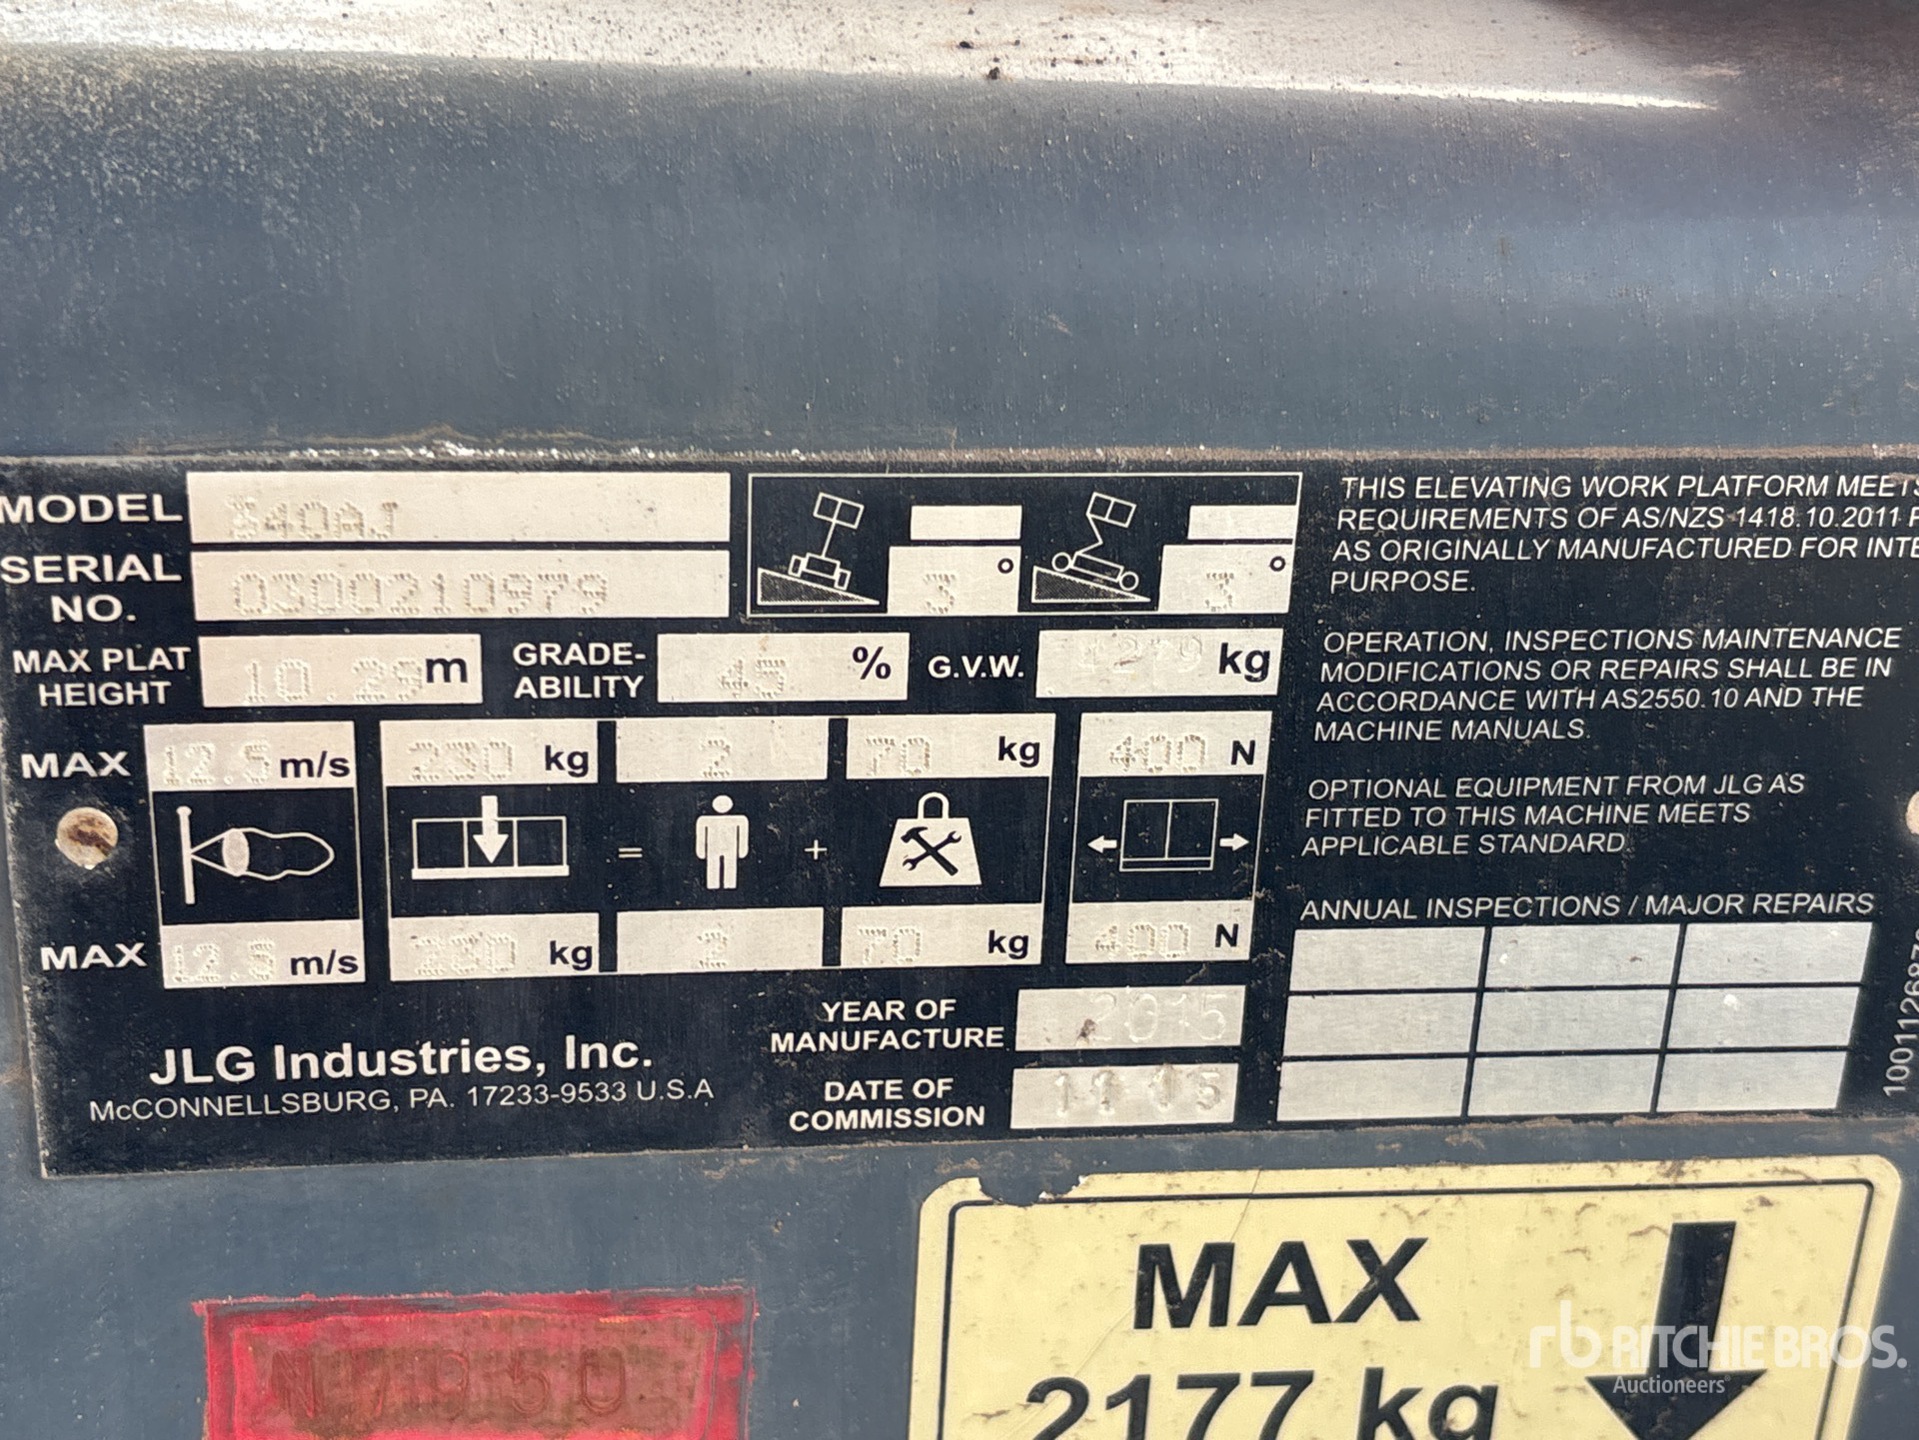 MODEL 340AJ
SERIAL NO. 0300210979
3 °
3 °
MAX PLAT HEIGHT 10.29 m
GRADE-ABILITY 45 %
G.V.W. kg
MAX 12.5 m/s
230 kg
2
70 kg
400 N
= +
MAX 12.5 m/s
230 kg
2
70 kg
400 N
YEAR OF MANUFACTURE 2015
DATE OF COMMISSION
JLG Industries, Inc.
McCONNELLSBURG, PA. 17233-9533 U.S.A
THIS ELEVATING WORK PLATFORM MEETS
REQUIREMENTS OF AS/NZS 1418.10.2011
AS ORIGINALLY MANUFACTURED FOR
PURPOSE.
OPERATION, INSPECTIONS MAINTENANCE
MODIFICATIONS OR REPAIRS SHALL BE IN
ACCORDANCE WITH AS2550.10 AND THE
MACHINE MANUALS.
OPTIONAL EQUIPMENT FROM JLG AS
FITTED TO THIS MACHINE MEETS
APPLICABLE STANDARD.
ANNUAL INSPECTIONS / MAJOR REPAIRS
MAX
2177 kg
rb RITCHIE BROS.
Auctioneers